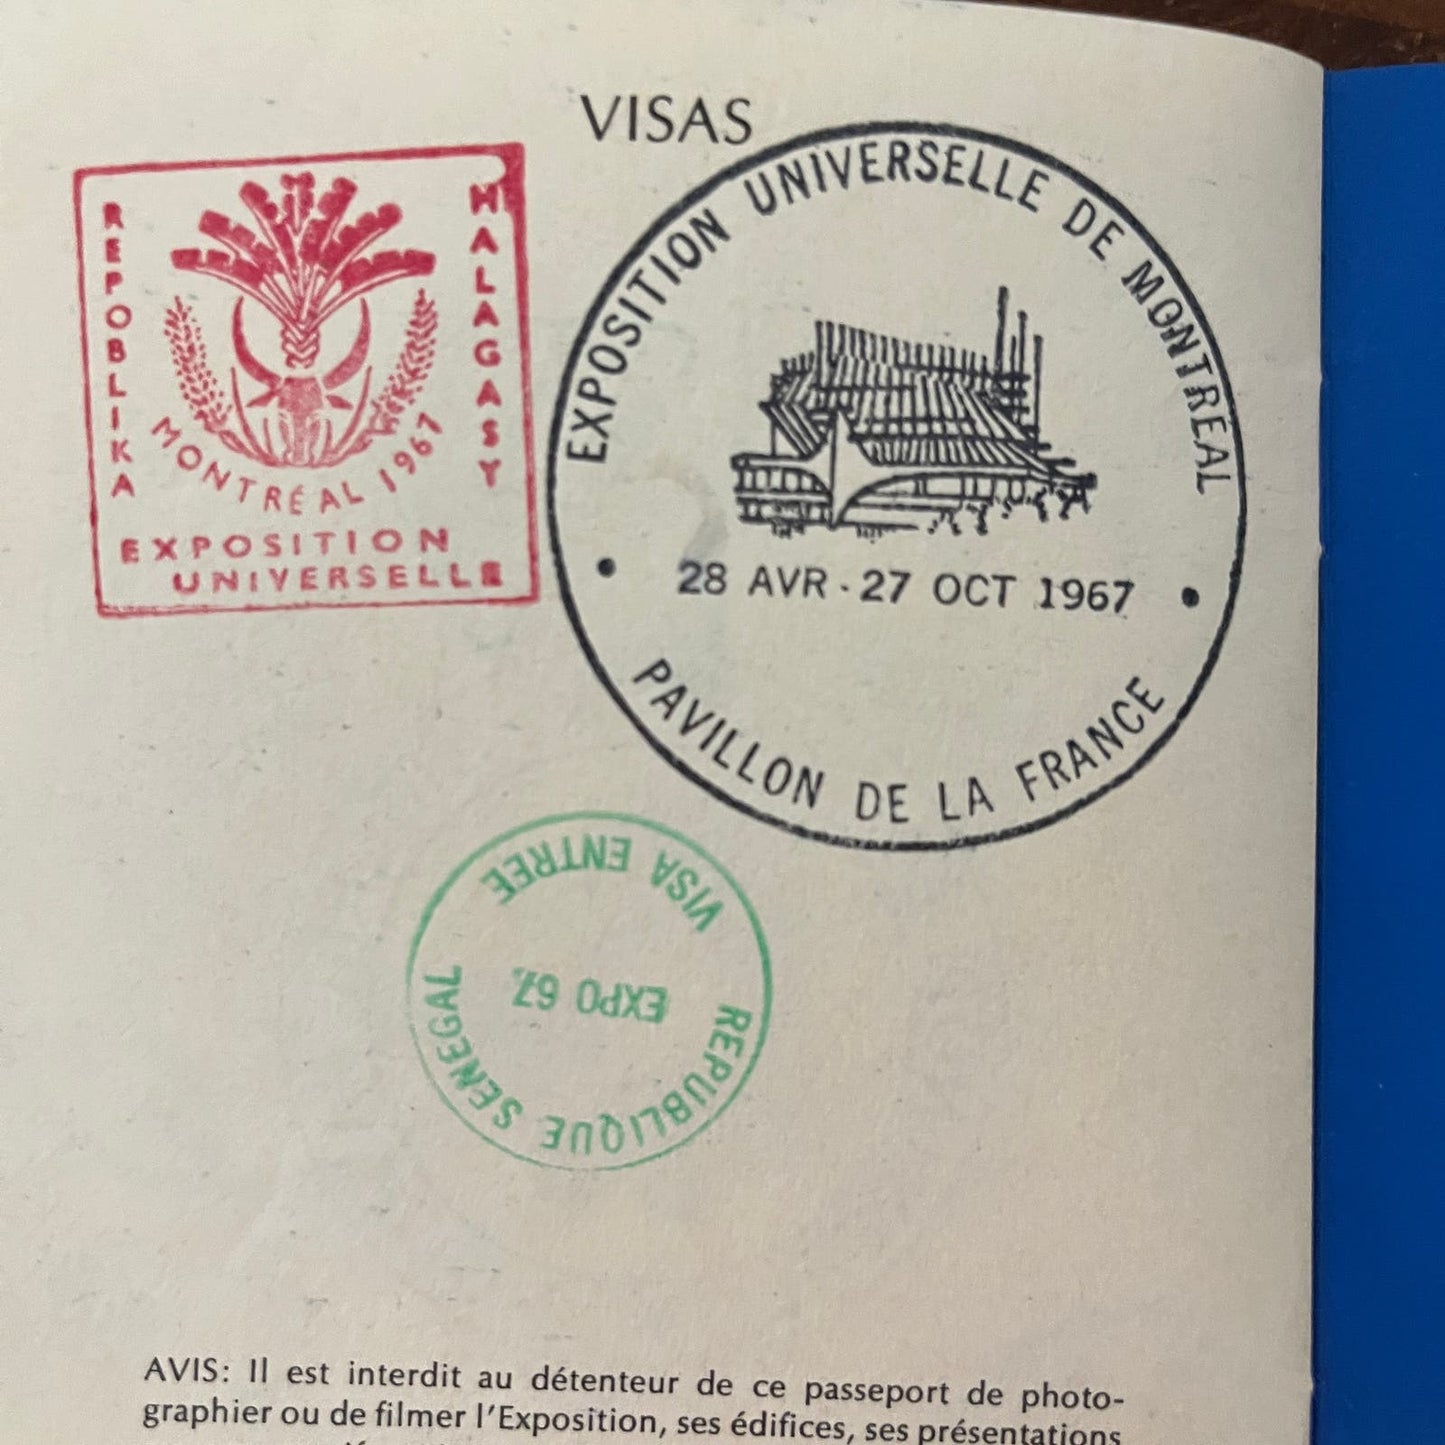 VISAS
REPOBLIKA
MALAGASY
MONTRÉAL 1967
EXPOSITION
UNIVERSELLE
EXPOSITION UNIVERSELLE DE MONTRÉAL
28 AVR · 27 OCT 1967
PAVILLON DE LA FRANCE
REPUBLIQUE SENEGAL
EXPO 67.
VISA ENTRÉE
AVIS: Il est interdit au détenteur de ce passeport de photo-
graphier ou de filmer l'Exposition, ses édifices, ses présentations